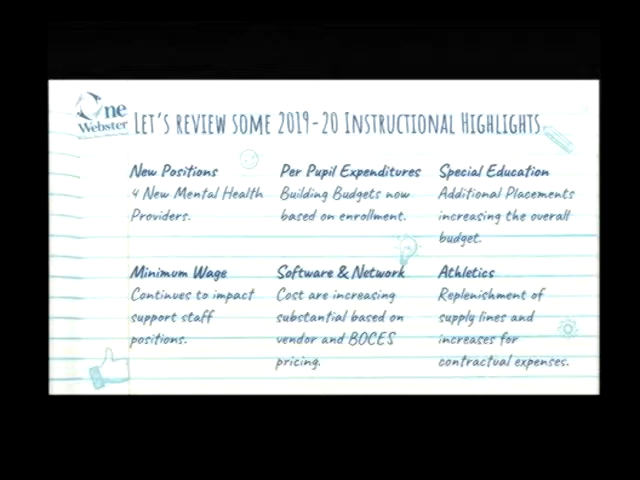 One
Webster
LET'S REVIEW SOME 2019-20 INSTRUCTIONAL HIGHLIGHTS
New Positions
4 New Mental Health
Providers.
Per Pupil Expenditures
Building Budgets now
based on enrollment.
Special Education
Additional Placements
increasing the overall
budget.
Minimum Wage
Continues to impact
support staff
positions.
Software & Network
Cost are increasing
substantial based on
vendor and BOCES
pricing.
Athletics
Replenishment of
supply lines and
increases for
contractual expenses.